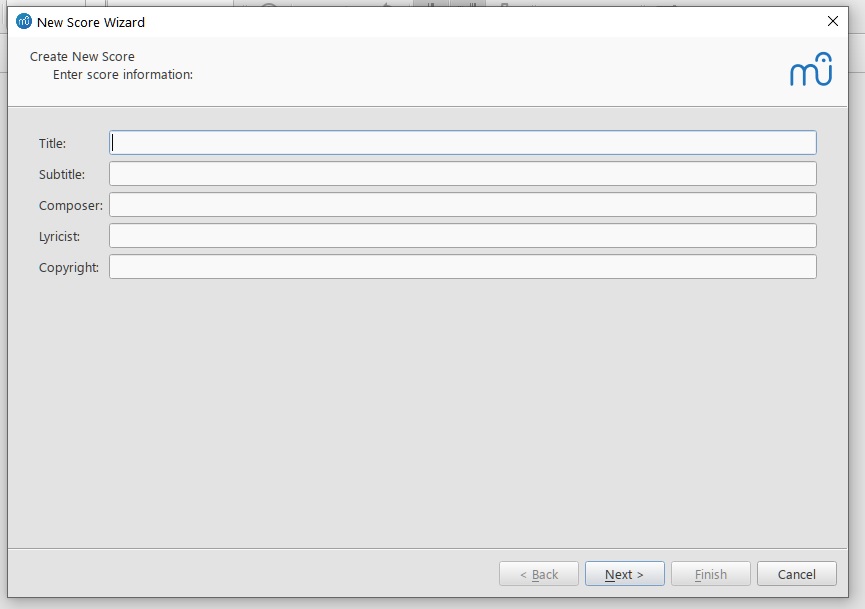 New Score Wizard
Create New Score
Enter score information:
Title:
Subtitle:
Composer:
Lyricist:
Copyright:
< Back Next > Finish Cancel